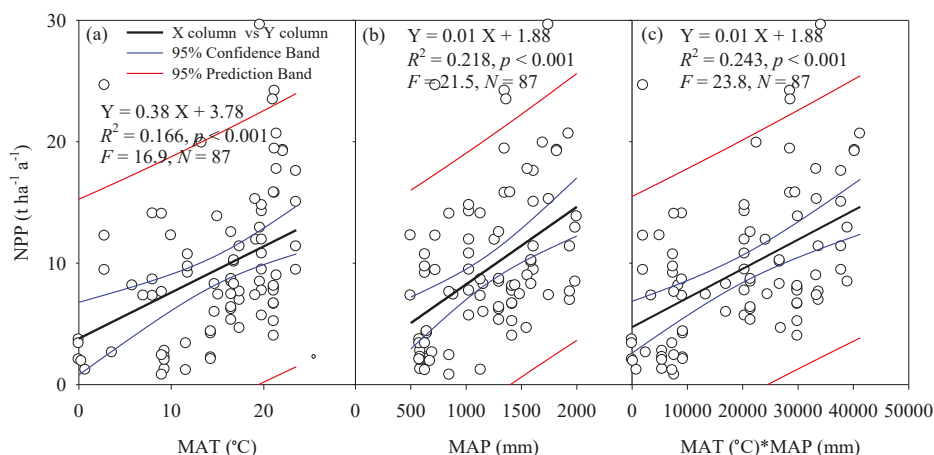 (a)
X column vs Y column
95% Confidence Band
95% Prediction Band
Y = 0.38 X + 3.78
R² = 0.166, p < 0.001
F = 16.9, N = 87
(b)
Y = 0.01 X + 1.88
R² = 0.218, p < 0.001
F = 21.5, N = 87
(c)
Y = 0.01 X + 1.88
R² = 0.243, p < 0.001
F = 23.8, N = 87
NPP (t ha⁻¹ a⁻¹)
30
20
10
0
0 10 20
MAT (°C)
0 500 1000 1500 2000
MAP (mm)
0 10000 20000 30000 40000 50000
MAT (°C)*MAP (mm)